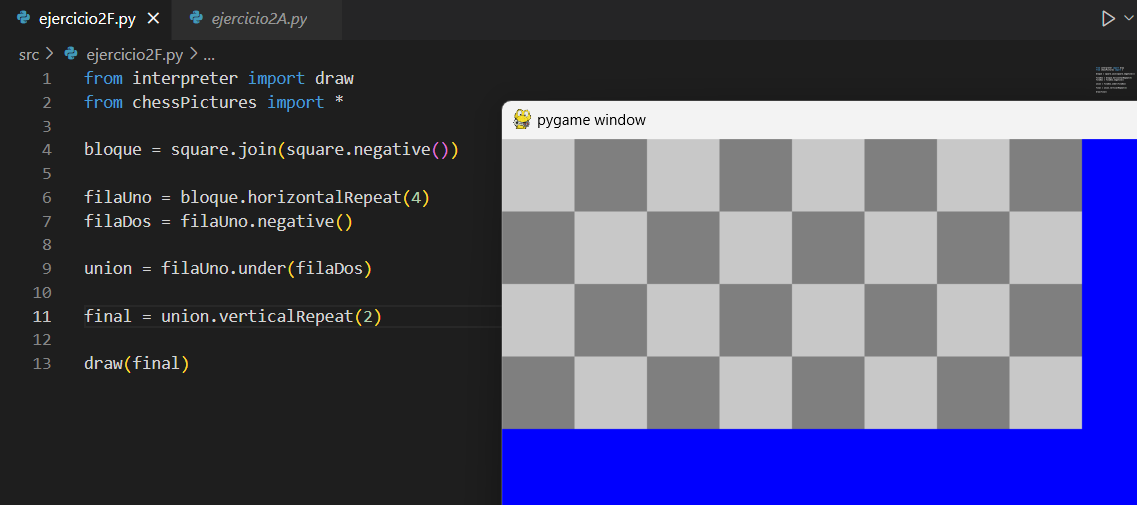 ejercicio2F.py
ejercicio2A.py
src > ejercicio2F.py > ...
1 from interpreter import draw
2 from chessPictures import *
3
4 bloque = square.join(square.negative())
5
6 filaUno = bloque.horizontalRepeat(4)
7 filaDos = filaUno.negative()
8
9 union = filaUno.under(filaDos)
10
11 final = union.verticalRepeat(2)
12
13 draw(final)
pygame window